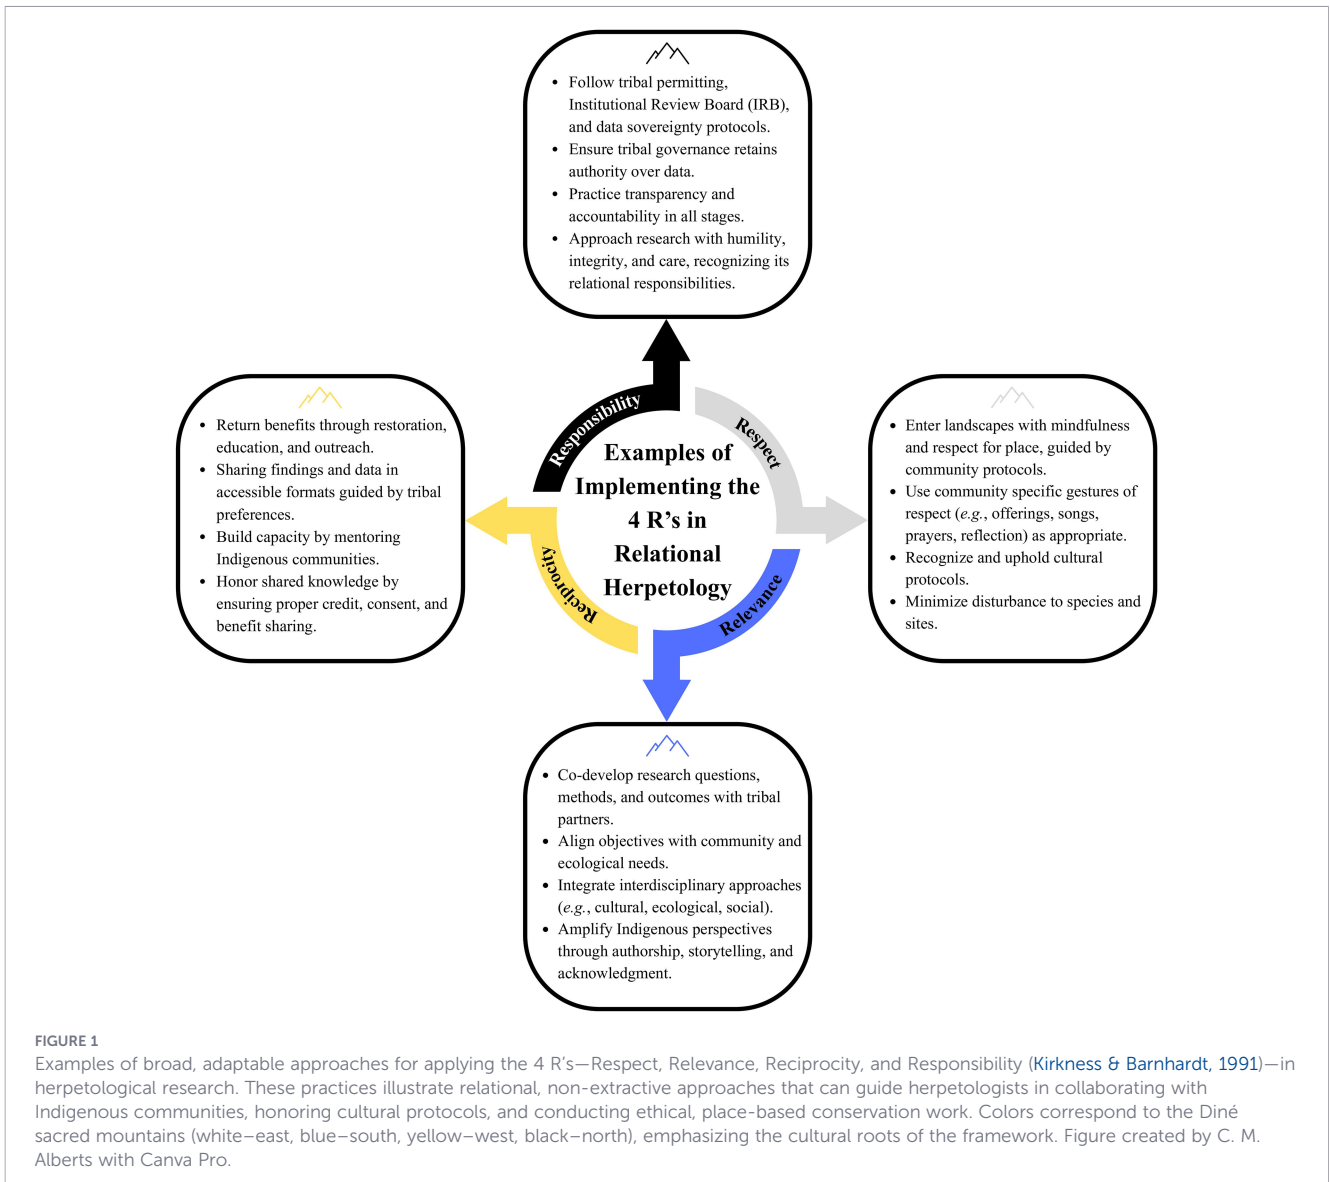 • Follow tribal permitting,
Institutional Review Board (IRB),
and data sovereignty protocols.
• Ensure tribal governance retains
authority over data.
• Practice transparency and
accountability in all stages.
• Approach research with humility,
integrity, and care, recognizing its
relational responsibilities.
• Return benefits through restoration,
education, and outreach.
• Sharing findings and data in
accessible formats guided by tribal
preferences.
• Build capacity by mentoring
Indigenous communities.
• Honor shared knowledge by
ensuring proper credit, consent, and
benefit sharing.
Responsibility
Respect
Reciprocity
Relevance
Examples of
Implementing the
4 R’s in
Relational
Herpetology
• Enter landscapes with mindfulness
and respect for place, guided by
community protocols.
• Use community specific gestures of
respect (e.g., offerings, songs,
prayers, reflection) as appropriate.
• Recognize and uphold cultural
protocols.
• Minimize disturbance to species and
sites.
• Co-develop research questions,
methods, and outcomes with tribal
partners.
• Align objectives with community and
ecological needs.
• Integrate interdisciplinary approaches
(e.g., cultural, ecological, social).
• Amplify Indigenous perspectives
through authorship, storytelling, and
acknowledgment.
FIGURE 1
Examples of broad, adaptable approaches for applying the 4 R’s—Respect, Relevance, Reciprocity, and Responsibility (Kirkness & Barnhardt, 1991)—in
herpetological research. These practices illustrate relational, non-extractive approaches that can guide herpetologists in collaborating with
Indigenous communities, honoring cultural protocols, and conducting ethical, place-based conservation work. Colors correspond to the Diné
sacred mountains (white–east, blue–south, yellow–west, black–north), emphasizing the cultural roots of the framework. Figure created by C. M.
Alberts with Canva Pro.